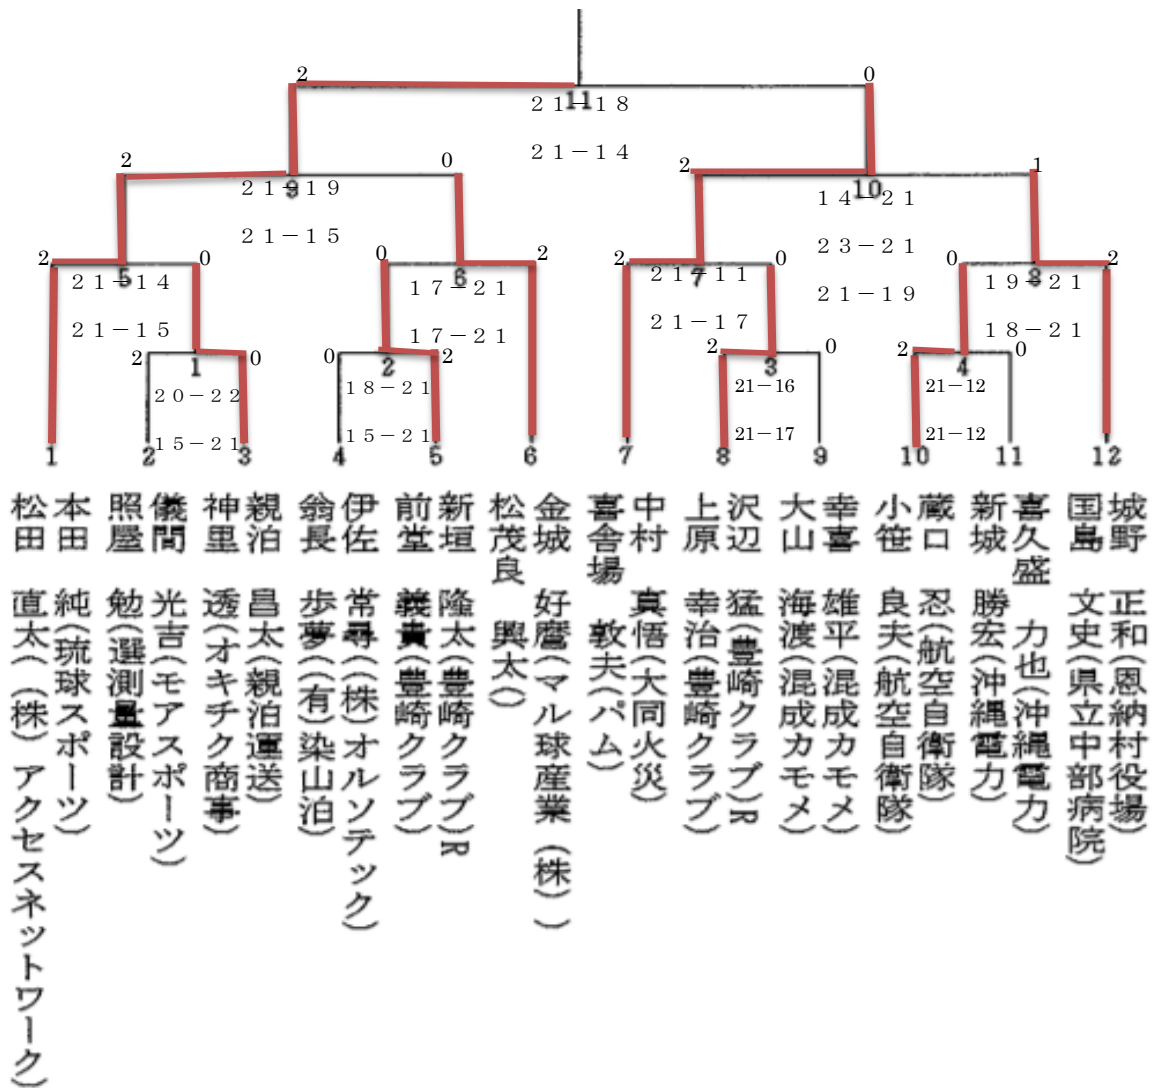 2 0
11
21-18
21-14
2 0 2 1
9 10
21-19 14-21
21-15 23-21
21-19
2 0 0 2 2 0 0 2
5 6 7 8
21-14 17-21 21-11 19-21
21-15 17-21 21-17 18-21
2 0 0 2 2 0 2 0
1 2 3 4
20-22 18-21 21-16 21-12
15-21 15-21 21-17 21-12
1 2 3 4 5 6 7 8 9 10 11 12
松田 直太((株)アクセスネットワーク)
本田 純(琉球スポーツ)
照屋 勉(選測量設計)
儀間 光吉(モアスポーツ)
神里 透(オキチク商事)
親泊 昌太(親泊運送)
翁長 歩夢((有)染山泊)
伊佐 常尋((株)オルソテック)
前堂 義貴(豊崎クラブ)
新垣 隆太(豊崎クラブ)R
松茂良 興太()
金城 好麿(マル球産業(株))
喜舎場 敦夫(パム)
中村 真悟(大同火災)
上原 幸治(豊崎クラブ)
沢辺 猛(豊崎クラブ)R
大山 海渡(混成カモメ)
幸喜 雄平(混成カモメ)
小笹 良夫(航空自衛隊)
蔵口 忍(航空自衛隊)
新城 勝宏(沖縄電力)
喜久盛 力也(沖縄電力)
国島 文史(県立中部病院)
城野 正和(恩納村役場)